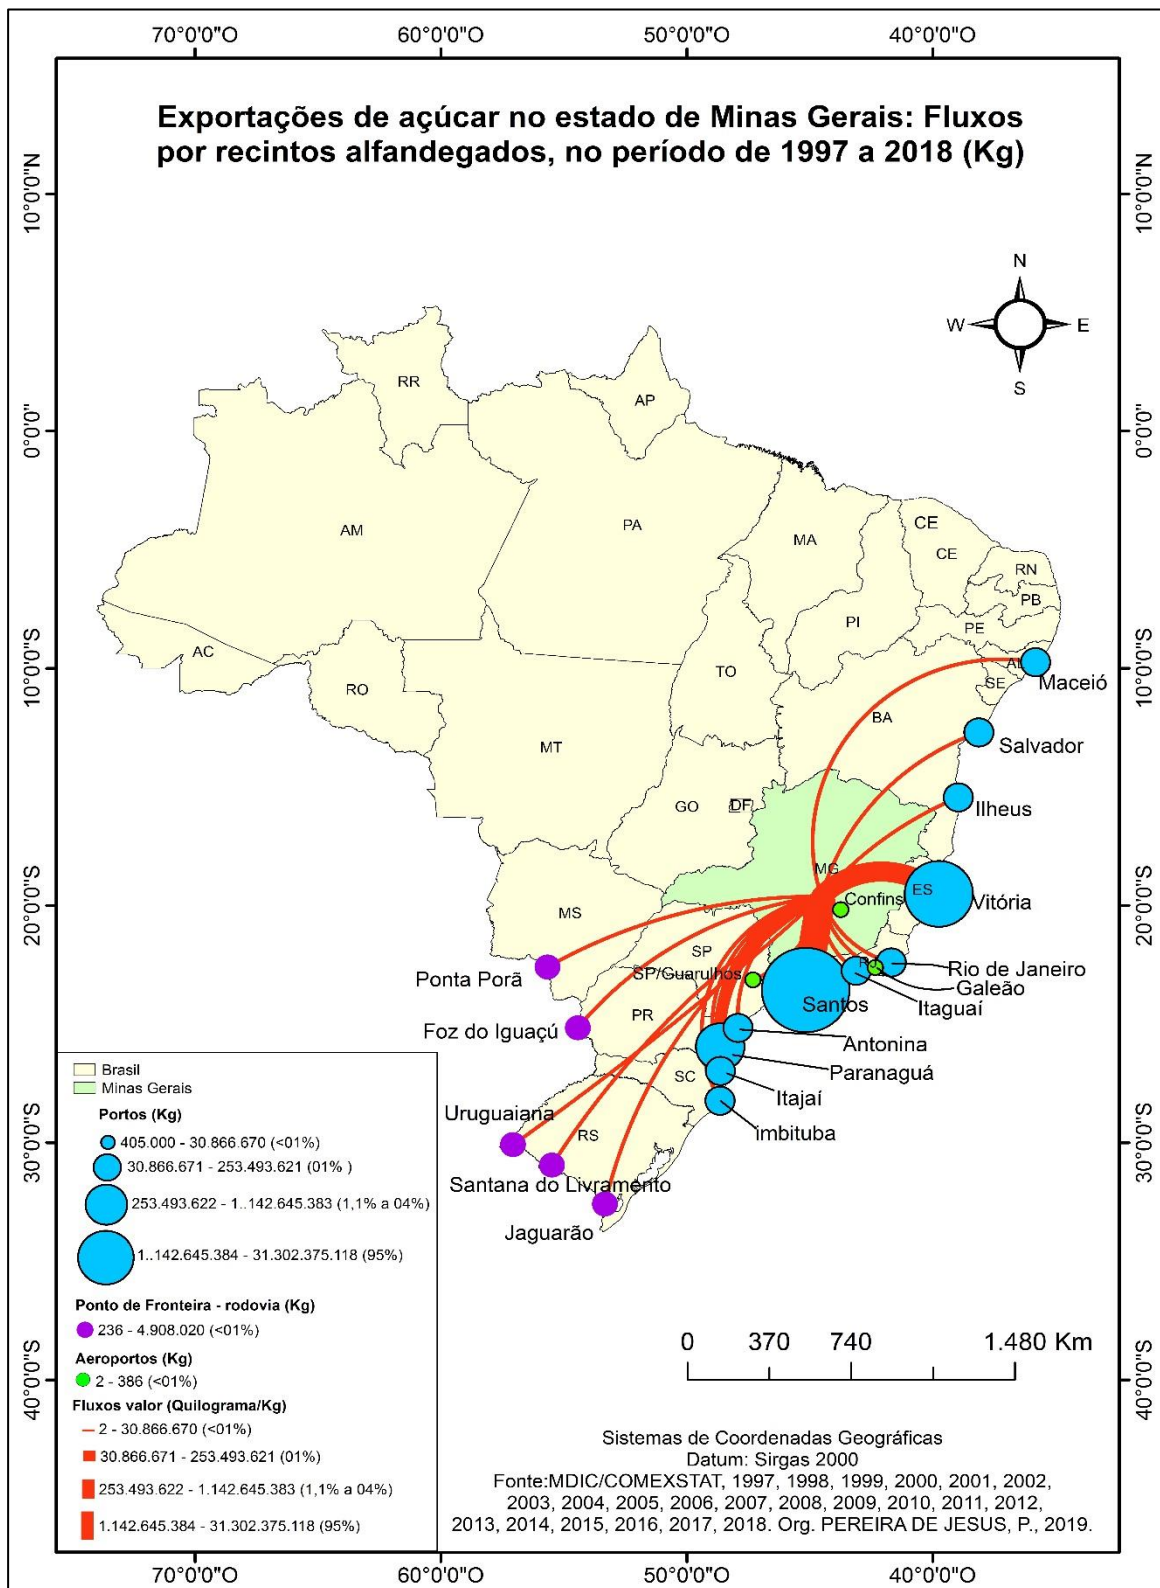 70°0'0"O 60°0'0"O 50°0'0"O 40°0'0"O
Exportações de açúcar no estado de Minas Gerais: Fluxos
por recintos alfandegados, no período de 1997 a 2018 (Kg)
10°0'0"N
10°0'0"N
N
W E
S
RR
AP
0°0'0"
0°0'0"
AM
PA
MA
CE
CE
RN
PB
PE
PI
AC
RO
TO
AL
SE
Maceió
10°0'0"S
10°0'0"S
BA
MT
Salvador
GO
DF
Ilheus
MG
ES
Confins
Vitória
20°0'0"S
20°0'0"S
MS
SP
SP/Guarulhos
Ponta Porã
Rio de Janeiro
Galeão
Itaguaí
Santos
Foz do Iguaçú
PR
Antonina
Paranaguá
SC
Itajaí
Uruguaiana
imbituba
RS
30°0'0"S
30°0'0"S
Santana do Livramento
Jaguarão
Brasil
Minas Gerais
Portos (Kg)
405.000 - 30.866.670 (<01%)
30.866.671 - 253.493.621 (01% )
253.493.622 - 1..142.645.383 (1,1% a 04%)
1..142.645.384 - 31.302.375.118 (95%)
Ponto de Fronteira - rodovia (Kg)
236 - 4.908.020 (<01%)
Aeroportos (Kg)
2 - 386 (<01%)
Fluxos valor (Quilograma/Kg)
2 - 30.866.670 (<01%)
30.866.671 - 253.493.621 (01%)
253.493.622 - 1.142.645.383 (1,1% a 04%)
1.142.645.384 - 31.302.375.118 (95%)
0 370 740 1.480 Km
40°0'0"S
40°0'0"S
Sistemas de Coordenadas Geográficas
Datum: Sirgas 2000
Fonte:MDIC/COMEXSTAT, 1997, 1998, 1999, 2000, 2001, 2002,
2003, 2004, 2005, 2006, 2007, 2008, 2009, 2010, 2011, 2012,
2013, 2014, 2015, 2016, 2017, 2018. Org. PEREIRA DE JESUS, P., 2019.
70°0'0"O 60°0'0"O 50°0'0"O 40°0'0"O